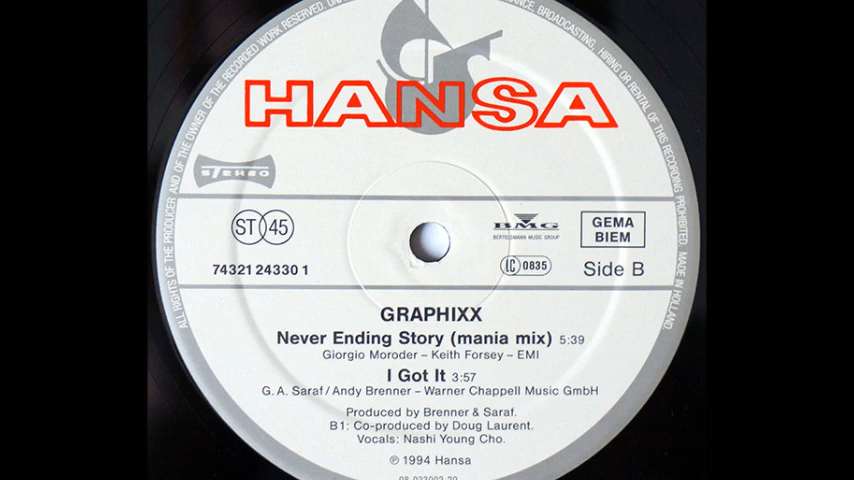 ALL RIGHTS OF THE PRODUCER AND OF THE OWNER OF THE RECORDED WORK RESERVED.
ANCE, BROADCASTING, HIRING OR RENTAL OF THIS RECORDING PROHIBITED. MADE IN HOLLAND.
HANSA
STEREO
ST 45
BMG
BERTELSMANN MUSIC GROUP
GEMA
BIEM
74321 24330 1
LC 0835
Side B
GRAPHIXX
Never Ending Story (mania mix) 5:39
Giorgio Moroder – Keith Forsey – EMI
I Got It 3:57
G. A. Saraf / Andy Brenner – Warner Chappell Music GmbH
Produced by Brenner & Saraf.
B1: Co-produced by Doug Laurent.
Vocals: Nashi Young Cho.
℗ 1994 Hansa
08-033002-20